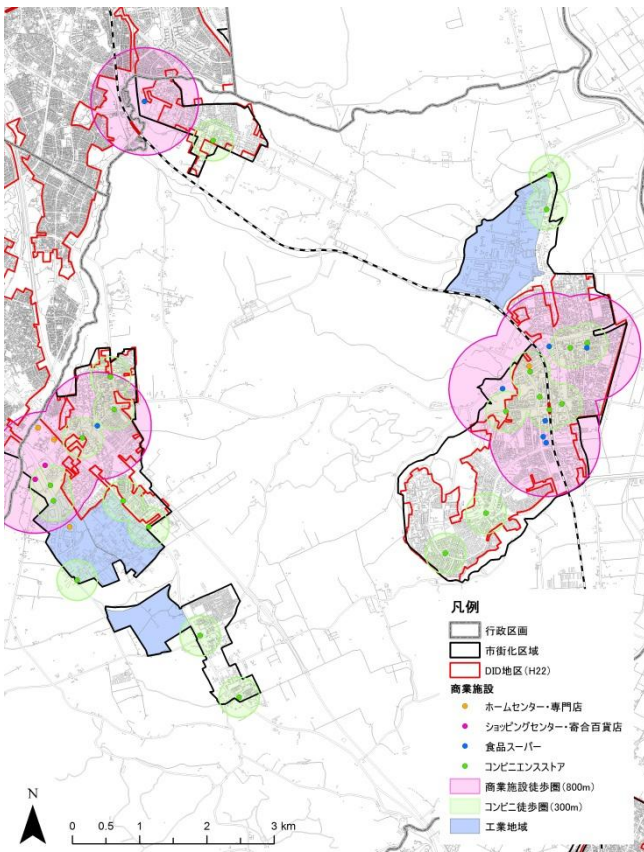 凡例
行政区画
市街化区域
DID地区(H22)
商業施設
ホームセンター・専門店
ショッピングセンター・寄合百貨店
食品スーパー
コンビニエンスストア
商業施設徒歩圏(800m)
コンビニ徒歩圏(300m)
工業地域
N
0 0.5 1 2 3 km